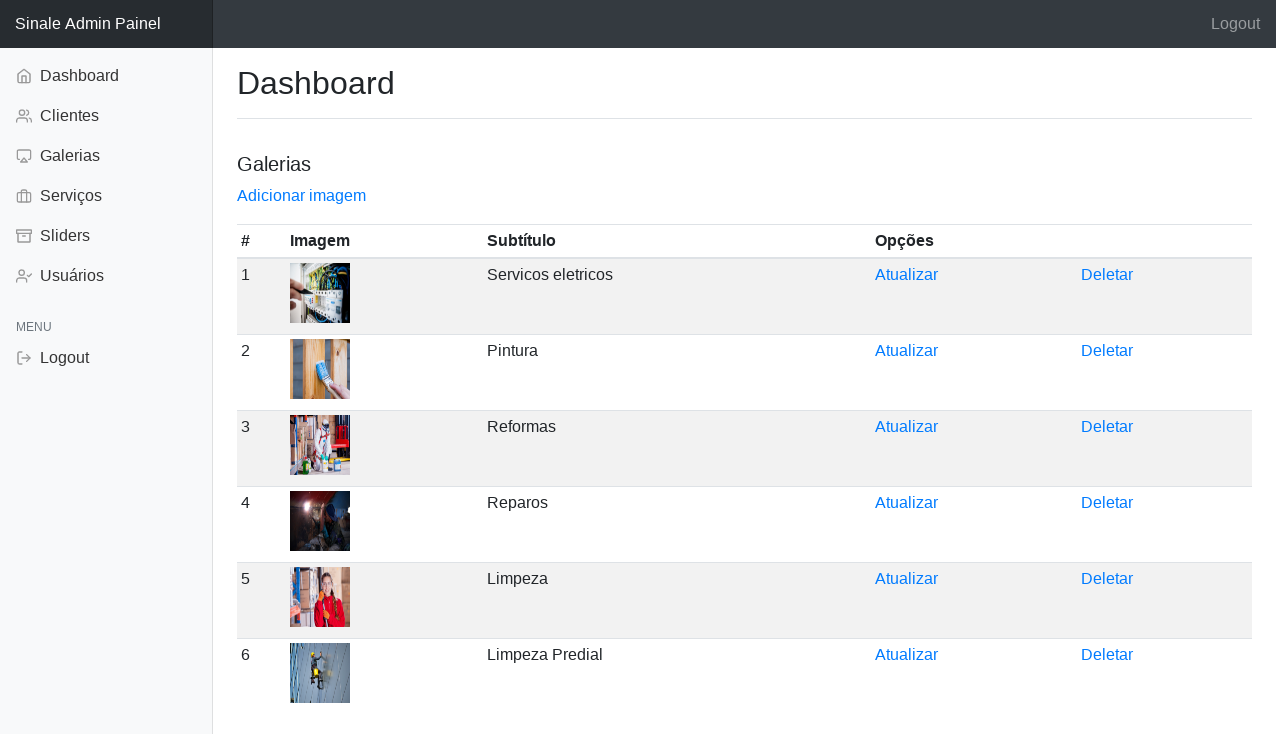 Sinale Admin Painel
Logout
Dashboard
Clientes
Galerias
Serviços
Sliders
Usuários
MENU
Logout
Dashboard
Galerias
Adicionar imagem
# Imagem Subtítulo Opções
1 Servicos eletricos Atualizar Deletar
2 Pintura Atualizar Deletar
3 Reformas Atualizar Deletar
4 Reparos Atualizar Deletar
5 Limpeza Atualizar Deletar
6 Limpeza Predial Atualizar Deletar